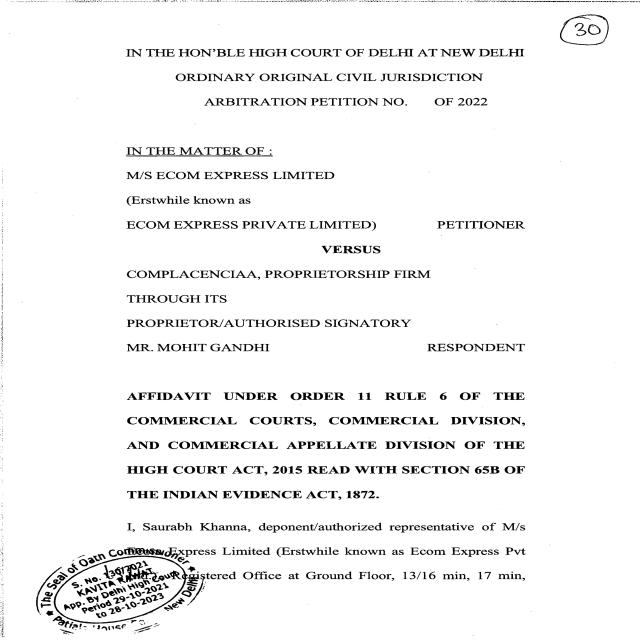 30
IN THE HON'BLE HIGH COURT OF DELHI AT NEW DELHI
ORDINARY ORIGINAL CIVIL JURISDICTION
ARBITRATION PETITION NO. OF 2022
IN THE MATTER OF :
M/S ECOM EXPRESS LIMITED
(Erstwhile known as
ECOM EXPRESS PRIVATE LIMITED) PETITIONER
VERSUS
COMPLACENCIAA, PROPRIETORSHIP FIRM
THROUGH ITS
PROPRIETOR/AUTHORISED SIGNATORY
MR. MOHIT GANDHI RESPONDENT
AFFIDAVIT UNDER ORDER 11 RULE 6 OF THE
COMMERCIAL COURTS, COMMERCIAL DIVISION,
AND COMMERCIAL APPELLATE DIVISION OF THE
HIGH COURT ACT, 2015 READ WITH SECTION 65B OF
THE INDIAN EVIDENCE ACT, 1872.
I, Saurabh Khanna, deponent/authorized representative of M/s
Express Limited (Erstwhile known as Ecom Express Pvt
Registered Office at Ground Floor, 13/16 min, 17 min,
The Seal of Oath Commissioner
S. No. 136/2021
KAVITA RAWAT
App. By Delhi High Court
Period 29-10-2021
to 28-10-2023
New Delhi
House